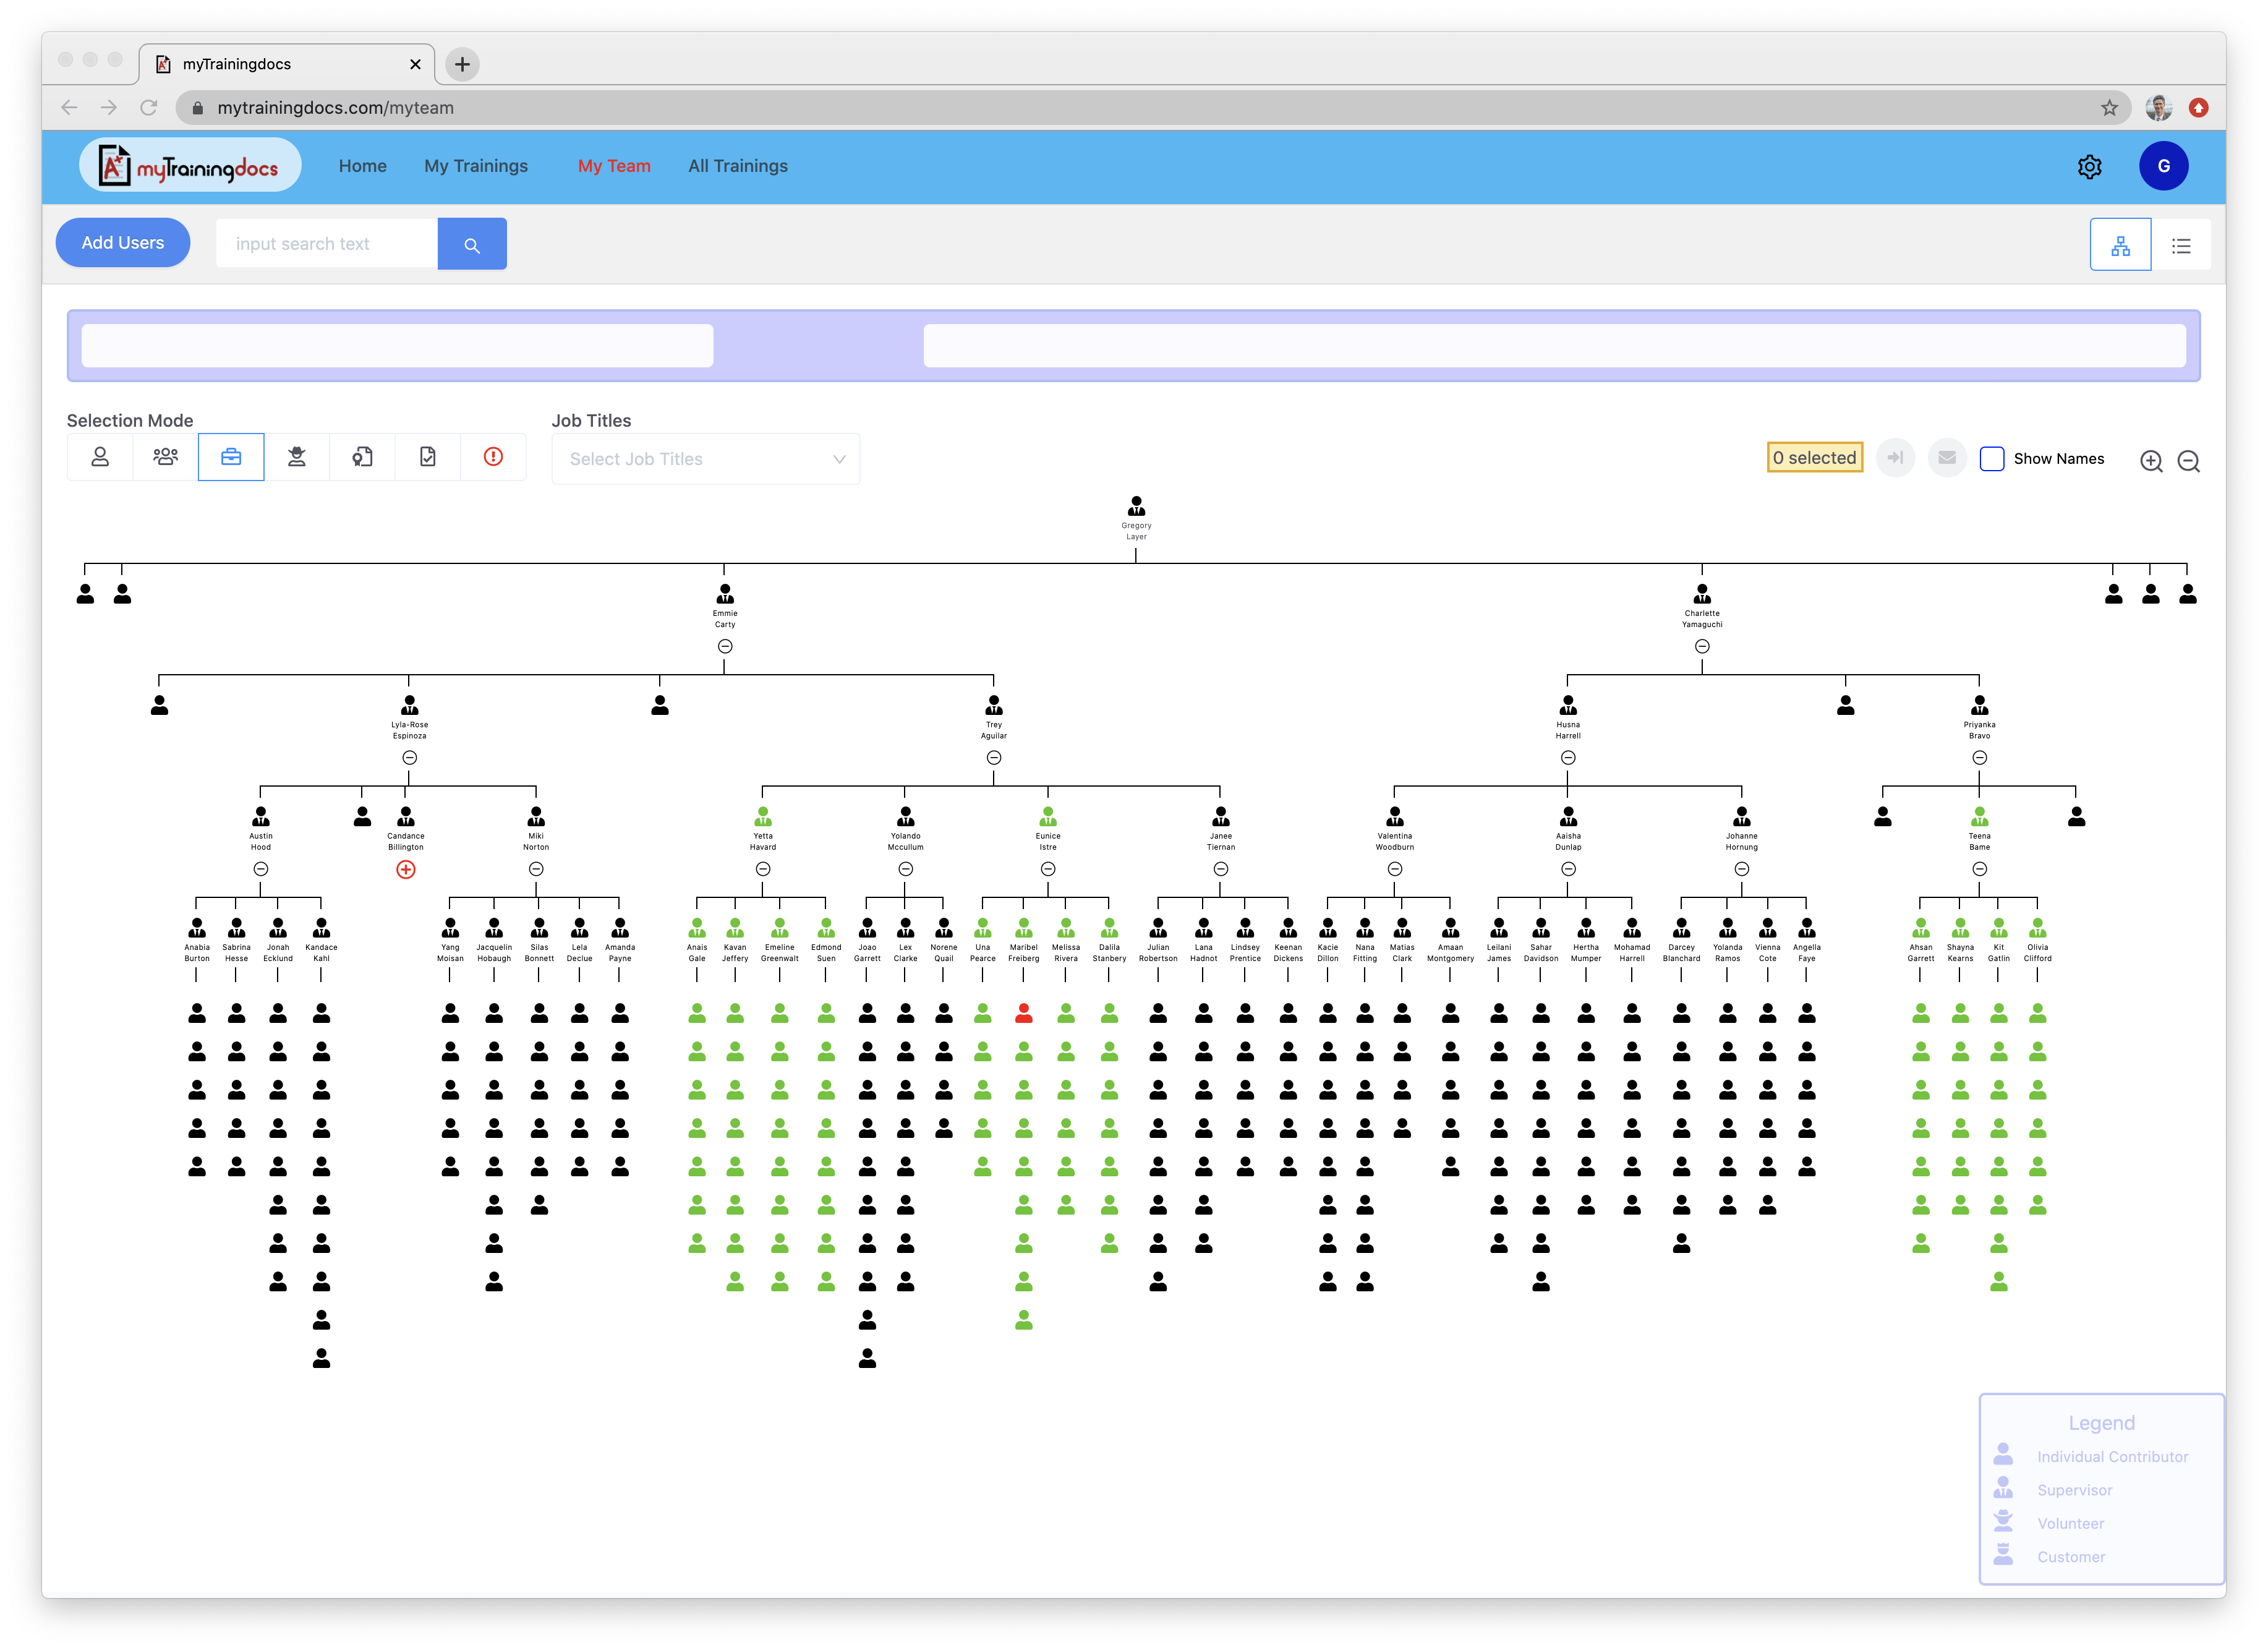 myTrainingdocs
mytrainingdocs.com/myteam
A+ myTrainingdocs Home My Trainings My Team All Trainings G
Add Users input search text
Selection Mode Job Titles
Select Job Titles 0 selected Show Names
Gregory
Layer
Emmie Charlette
Carty Yamaguchi
Lyla-Rose Trey Husna Priyanka
Espinoza Aguilar Harrell Bravo
Austin Candance Miki Yetta Yolando Eunice Janee Valentina Aaisha Johanne Teena
Hood Billington Norton Havard Mccullum Istre Tiernan Woodburn Dunlap Hornung Bame
Anabia Sabrina Jonah Kandace Yang Jacquelin Silas Lela Amanda Anais Kavan Emeline Edmond Joao Lex Norene Una Maribel Melissa Dalila Julian Lana Lindsey Keenan Kacie Nana Matias Amaan Leilani Sahar Hertha Mohamad Darcey Yolanda Vienna Angella Ahsan Shayna Kit Olivia
Burton Hesse Ecklund Kahl Moisan Hobaugh Bonnett Declue Payne Gale Jeffery Greenwalt Suen Garrett Clarke Quail Pearce Freiberg Rivera Stanbery Robertson Hadnot Prentice Dickens Dillon Fitting Clark Montgomery James Davidson Mumper Harrell Blanchard Ramos Cote Faye Garrett Kearns Gatlin Clifford
Legend
Individual Contributor
Supervisor
Volunteer
Customer